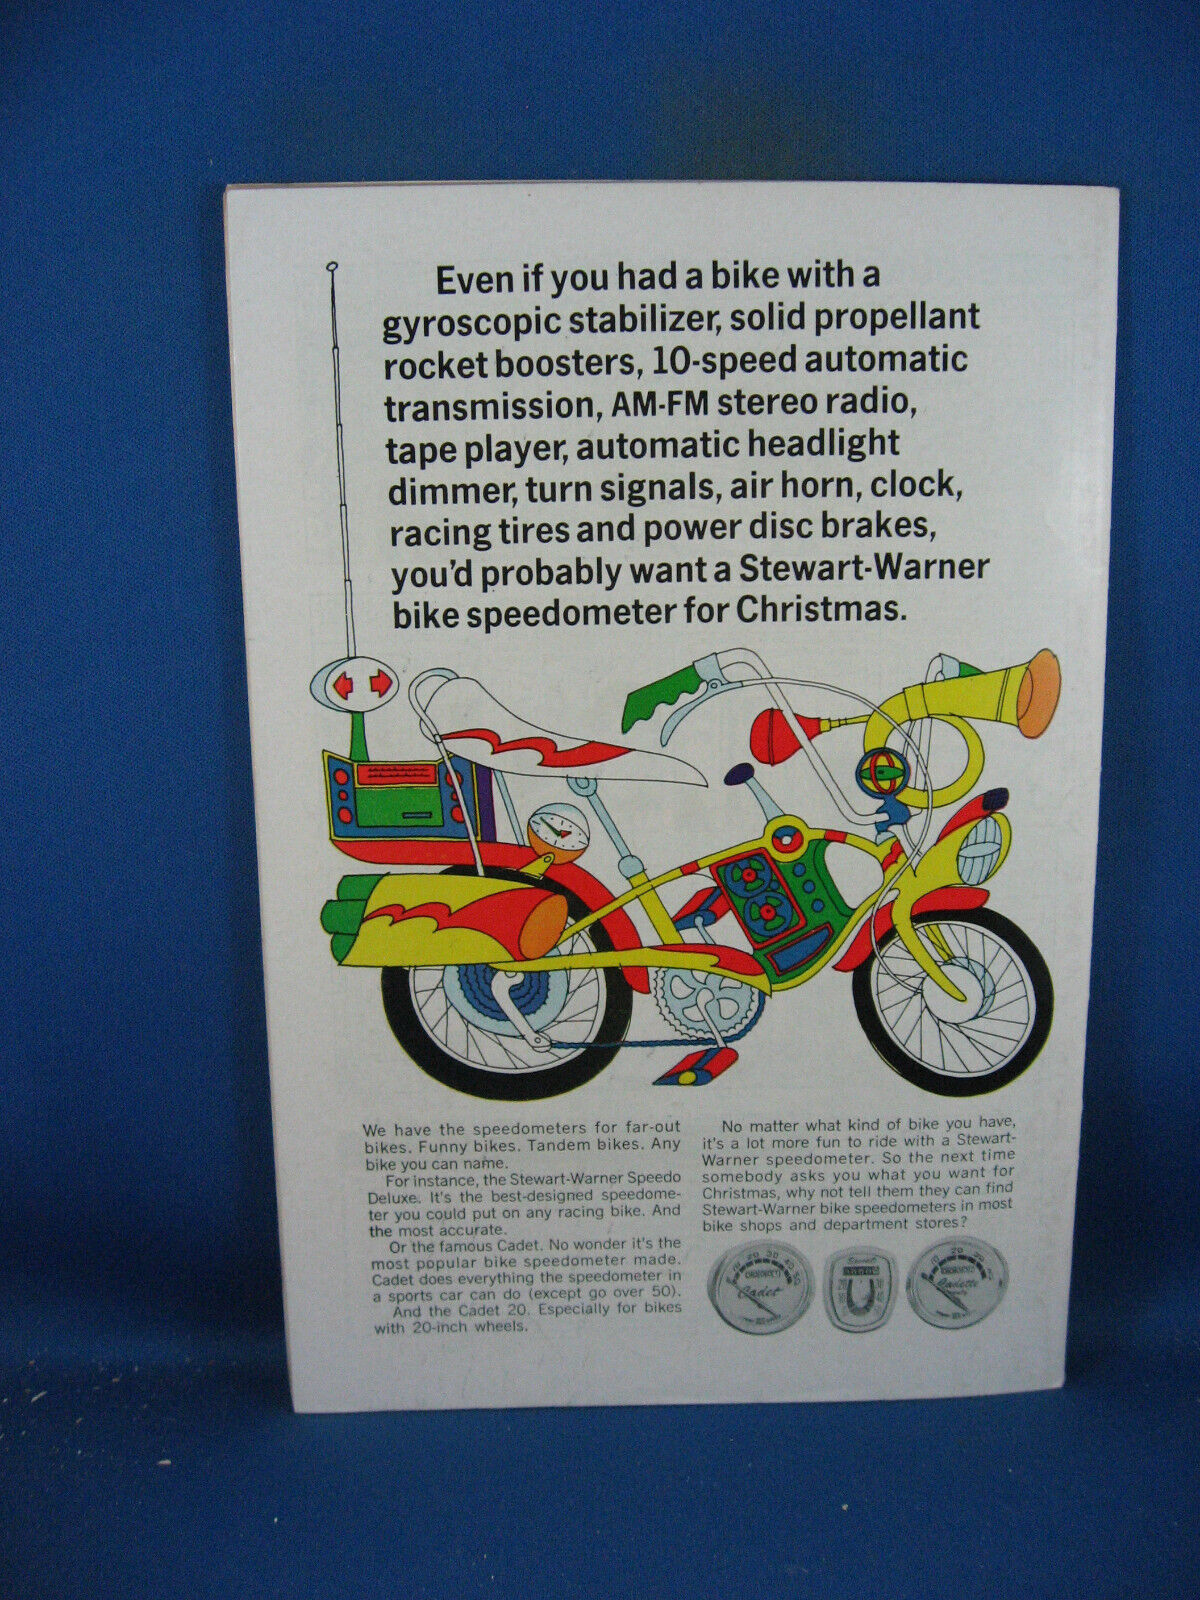 Even if you had a bike with a
gyroscopic stabilizer, solid propellant
rocket boosters, 10-speed automatic
transmission, AM-FM stereo radio,
tape player, automatic headlight
dimmer, turn signals, air horn, clock,
racing tires and power disc brakes,
you'd probably want a Stewart-Warner
bike speedometer for Christmas.
We have the speedometers for far-out
bikes. Funny bikes. Tandem bikes. Any
bike you can name.
For instance, the Stewart-Warner Speedo
Deluxe. It's the best-designed speedome-
ter you could put on any racing bike. And
the most accurate.
Or the famous Cadet. No wonder it's the
most popular bike speedometer made.
Cadet does everything the speedometer in
a sports car can do (except go over 50).
And the Cadet 20. Especially for bikes
with 20-inch wheels.
No matter what kind of bike you have,
it's a lot more fun to ride with a Stewart-
Warner speedometer. So the next time
somebody asks you what you want for
Christmas, why not tell them they can find
Stewart-Warner bike speedometers in most
bike shops and department stores?
10 20 30 40 50
Cadet
20
Cadette